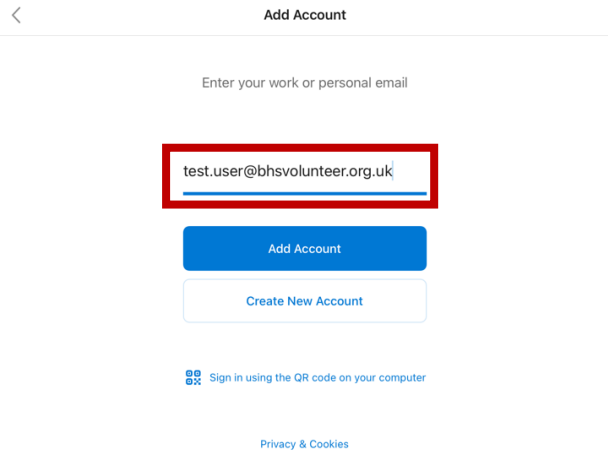 Add Account
Enter your work or personal email
test.user@bhsvolunteer.org.uk
Add Account
Create New Account
Sign in using the QR code on your computer
Privacy & Cookies